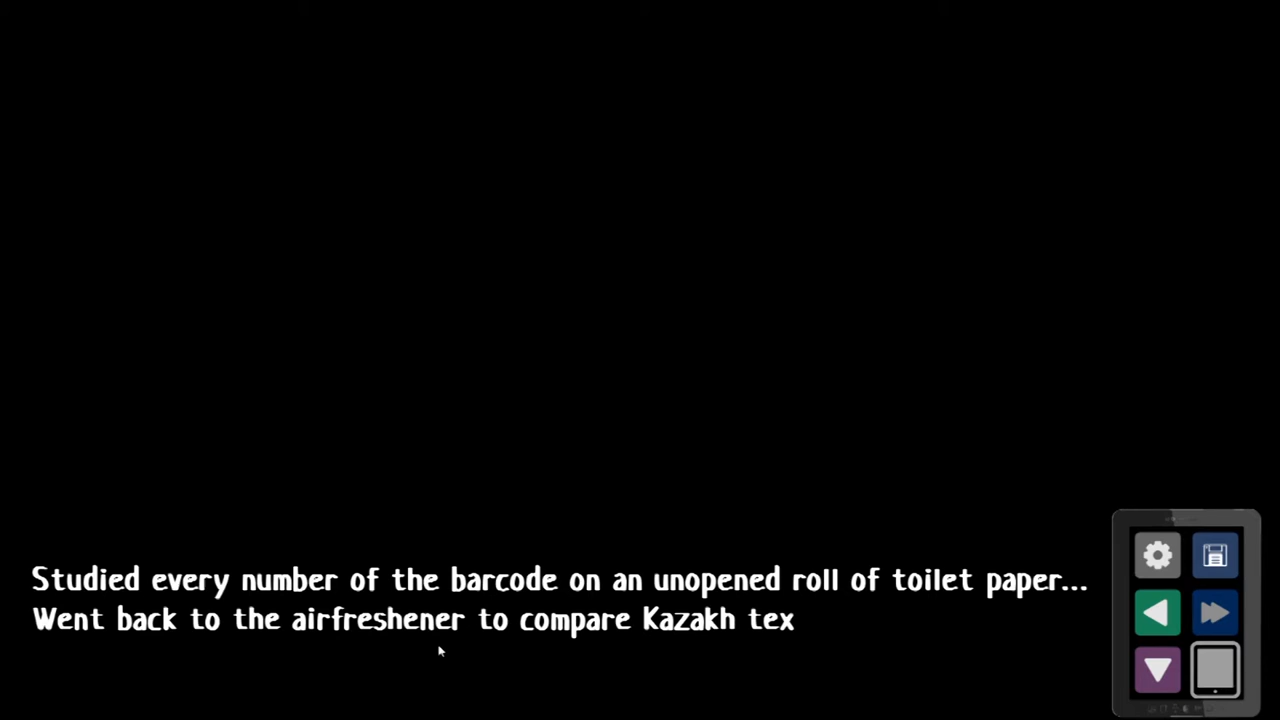 Studied every number of the barcode on an unopened roll of toilet paper...
Went back to the airfreshener to compare Kazakh tex